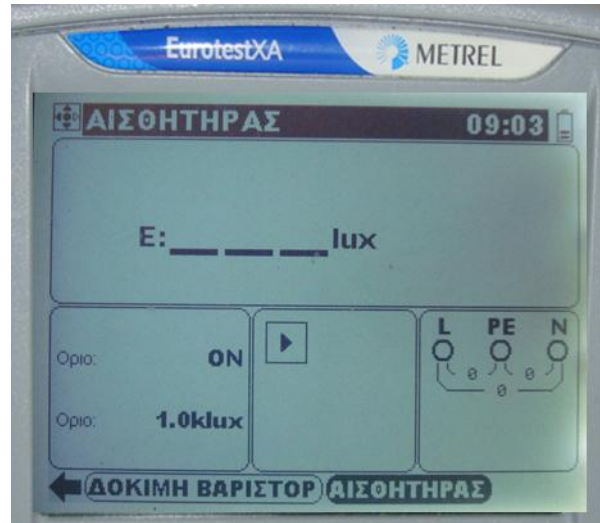 EurotestXA METREL
ΑΙΣΘΗΤΗΡΑΣ 09:03
E:___ ___ ___lux
Οριο: ON
Οριο: 1.0klux
L PE N
0 0
0
ΔΟΚΙΜΗ ΒΑΡΙΣΤΟΡ ΑΙΣΘΗΤΗΡΑΣ